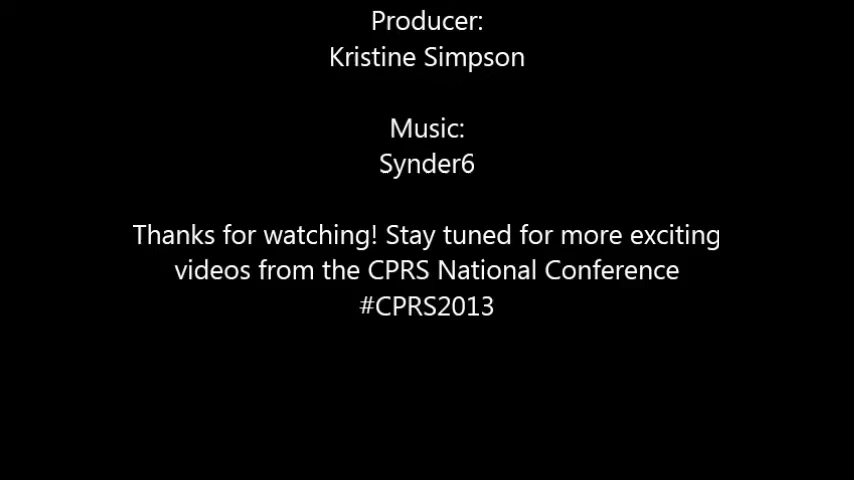 Producer:
Kristine Simpson
Music:
Synder6
Thanks for watching! Stay tuned for more exciting
videos from the CPRS National Conference
#CPRS2013